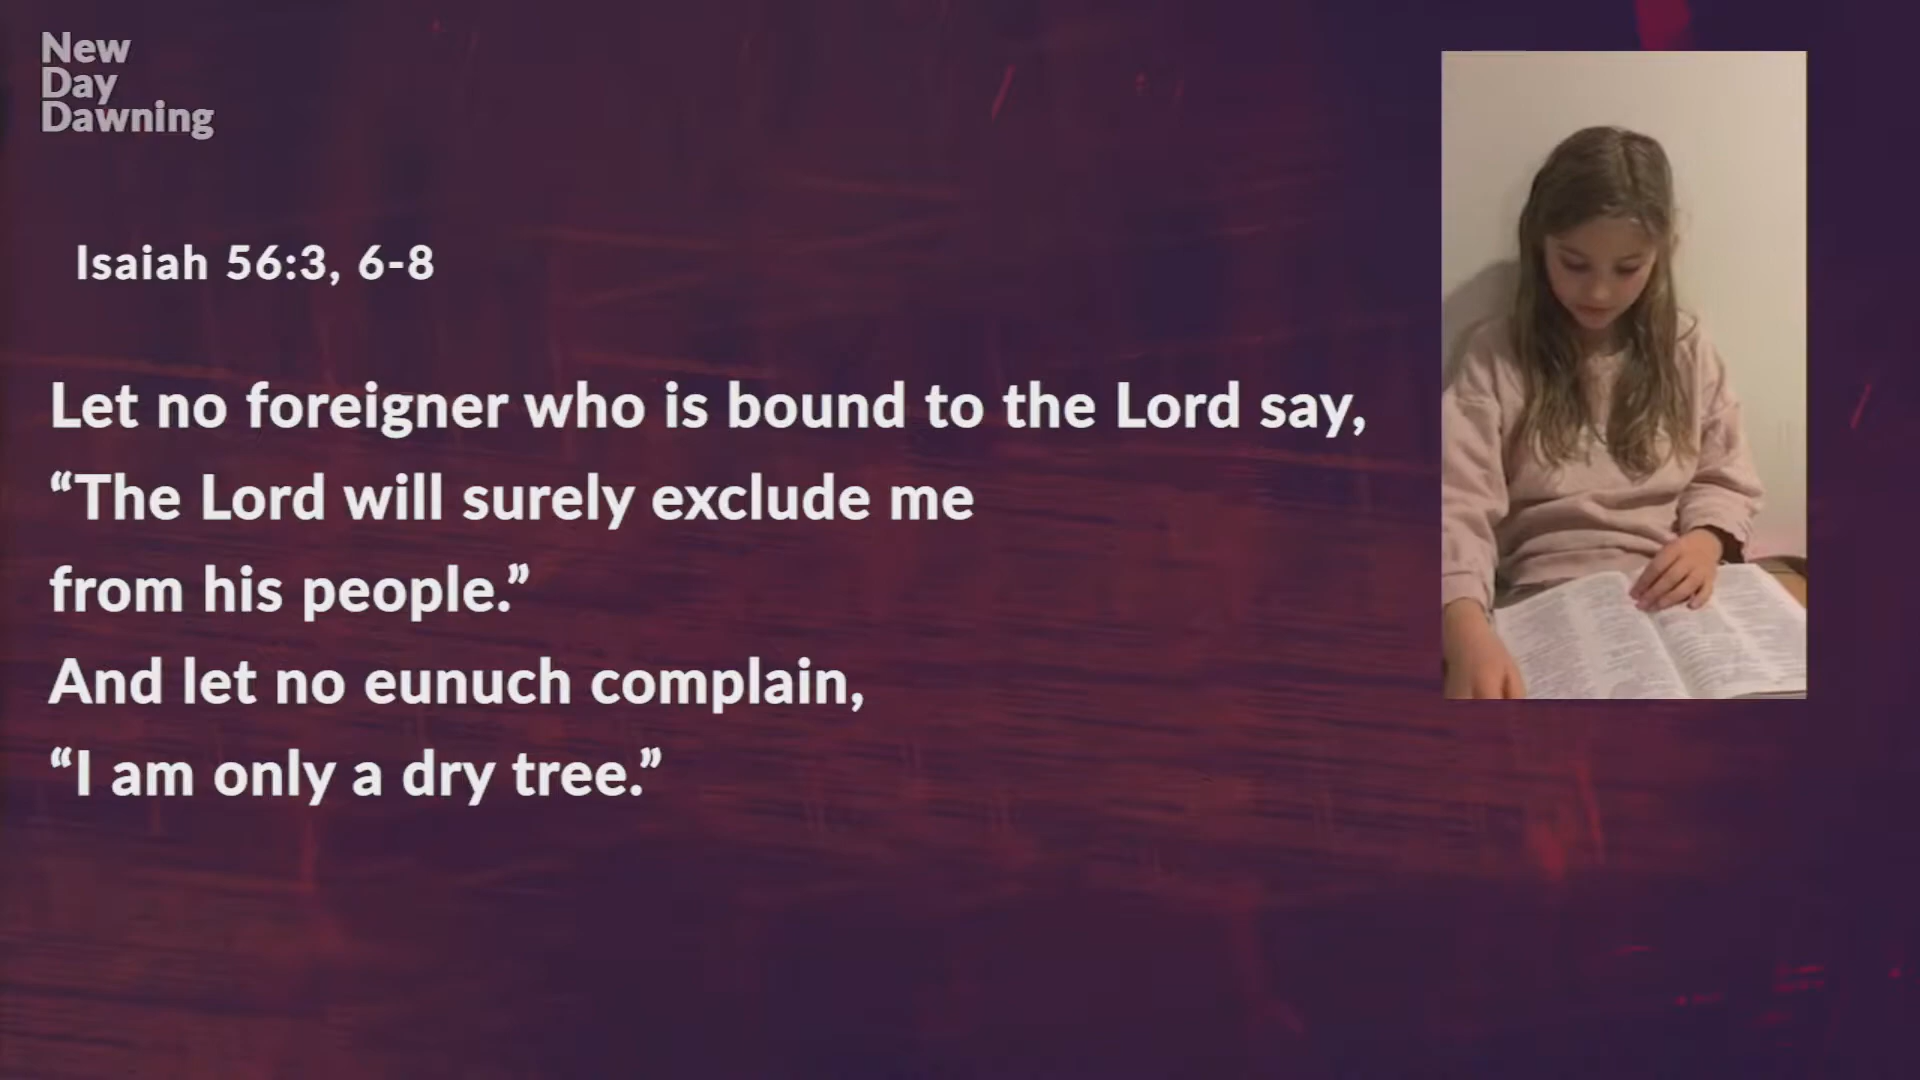 New
Day
Dawning
Isaiah 56:3, 6-8
Let no foreigner who is bound to the Lord say,
“The Lord will surely exclude me
from his people.”
And let no eunuch complain,
“I am only a dry tree.”